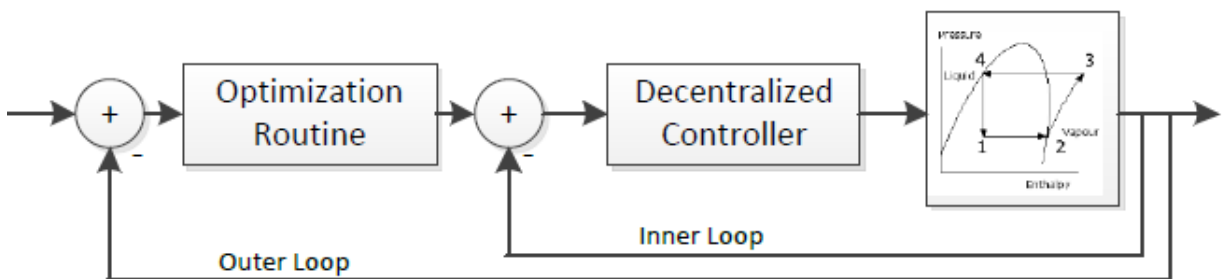 +
-
Optimization
Routine
+
-
Decentralized
Controller
Pressure
4
3
Liquid
1
2
Vapour
Enthalpy
Inner Loop
Outer Loop